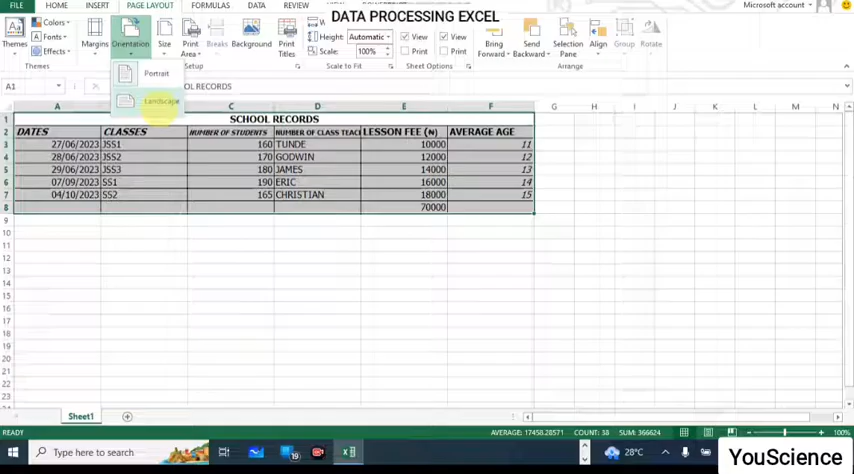 DATA PROCESSING EXCEL
FILE HOME INSERT PAGE LAYOUT FORMULAS DATA REVIEW Microsoft account
Colors Width: Automatic View View
Themes Fonts Margins Orientation Size Print Area Breaks Background Print Titles Height: Automatic Bring Forward Send Backward Selection Pane Align Group Rotate
Effects Scale: 100% Print Print
Themes Setup Scale to Fit Sheet Options Arrange
Portrait
Landscape
A1 OL RECORDS
A B C D E F G H I J K L M N
1 SCHOOL RECORDS
2 DATES CLASSES NUMBER OF STUDENTS NUMBER OF CLASS TEAC LESSON FEE (₦) AVERAGE AGE
3 27/06/2023 JSS1 160 TUNDE 10000 11
4 28/06/2023 JSS2 170 GODWIN 12000 12
5 29/06/2023 JSS3 180 JAMES 14000 13
6 07/09/2023 SS1 190 ERIC 16000 14
7 04/10/2023 SS2 165 CHRISTIAN 18000 15
8 70000
9
10
11
12
13
14
15
16
17
18
19
20
21
22
23
Sheet1
READY AVERAGE: 17458.28571 COUNT: 38 SUM: 366624 100%
Type here to search 19 28°C
YouScience